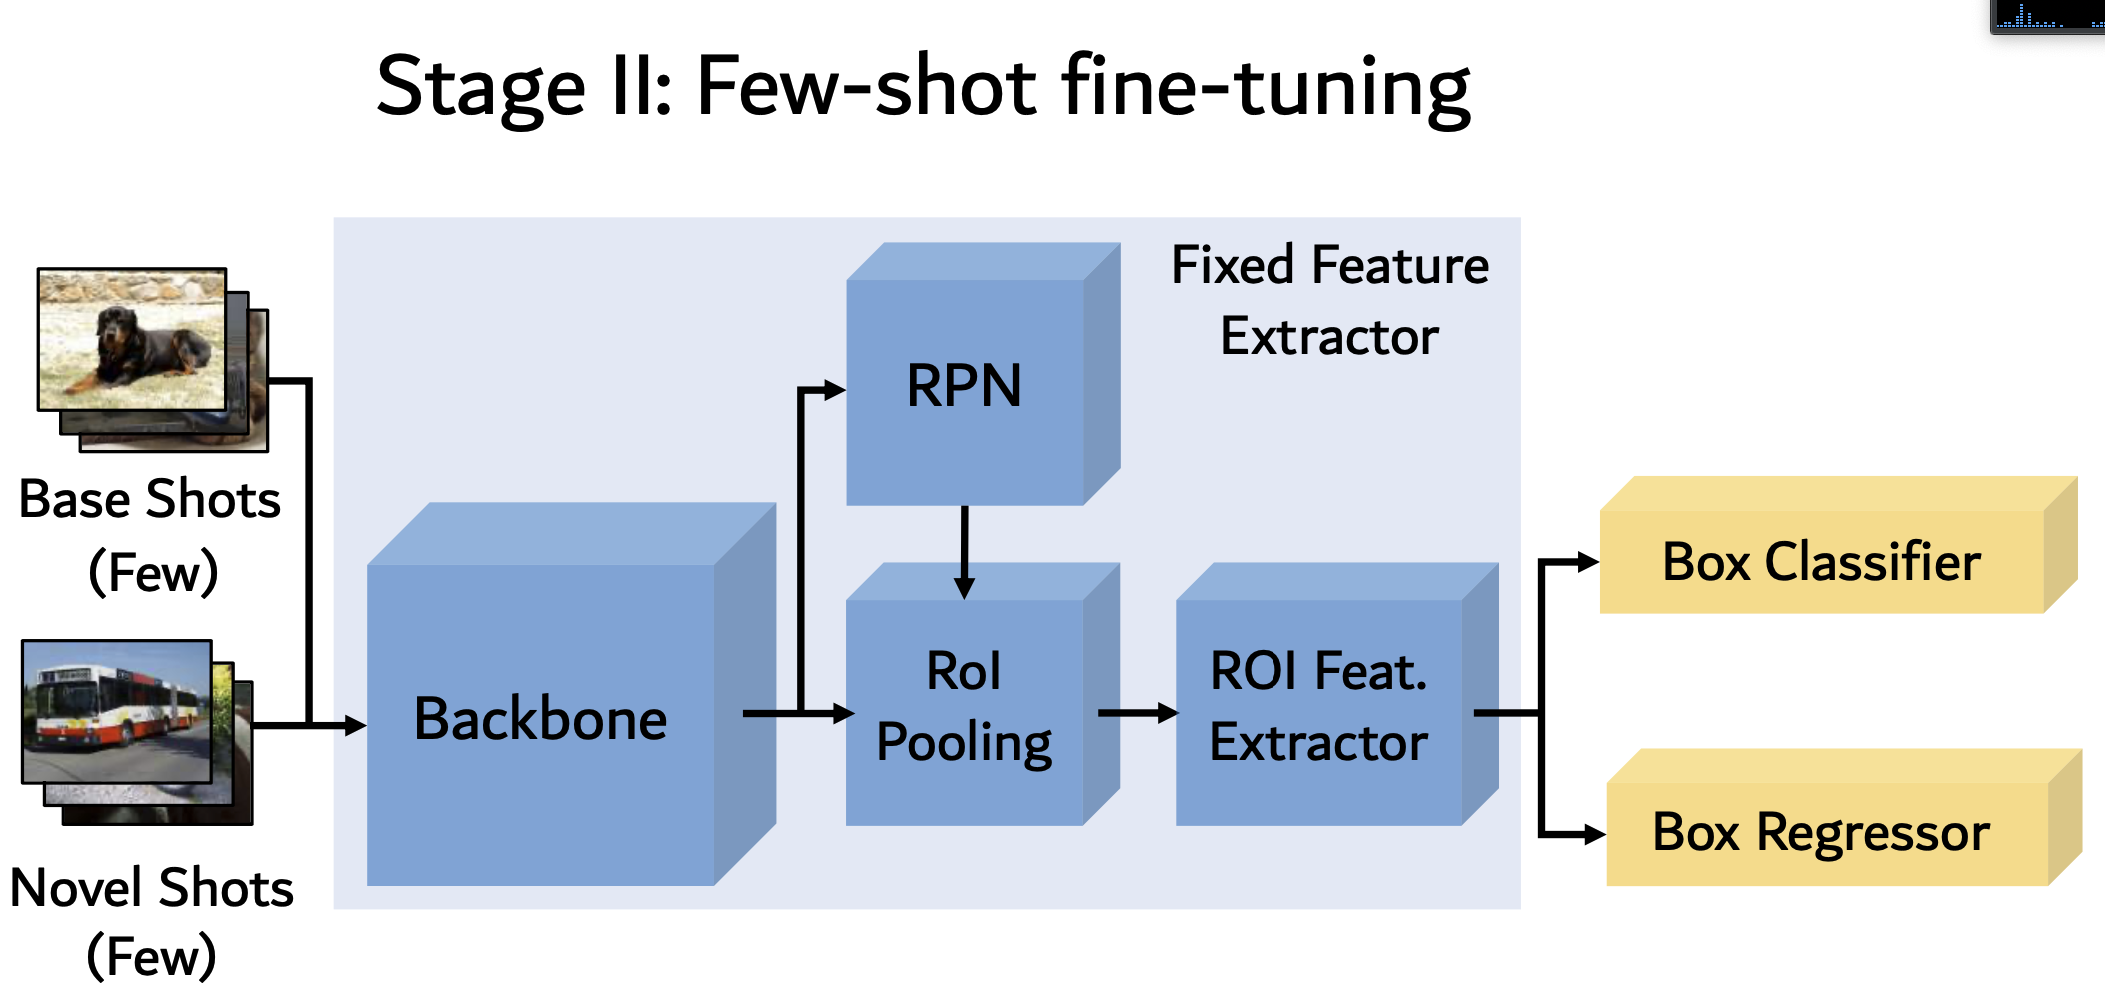 Stage II: Few-shot fine-tuning
Fixed Feature
Extractor
RPN
Base Shots
(Few)
Backbone
RoI
Pooling
ROI Feat.
Extractor
Box Classifier
Box Regressor
Novel Shots
(Few)